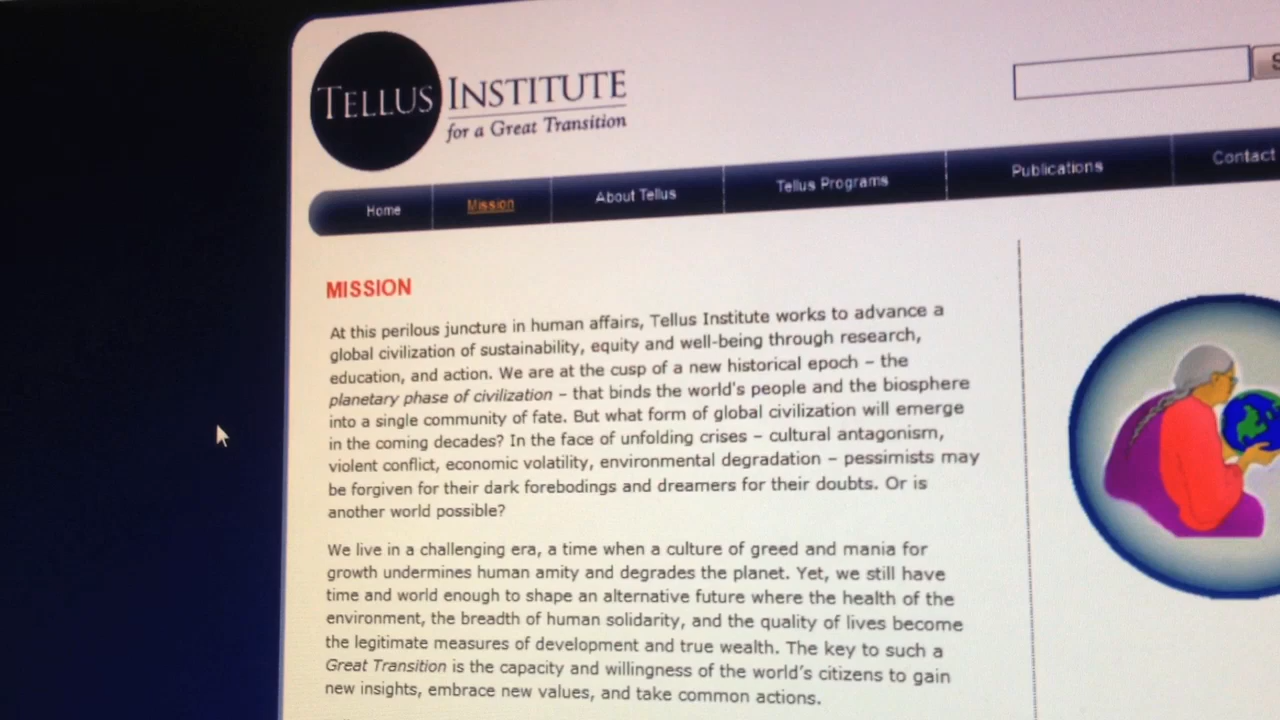 TELLUS INSTITUTE
for a Great Transition
Home Mission About Tellus Tellus Programs Publications Contact
MISSION
At this perilous juncture in human affairs, Tellus Institute works to advance a
global civilization of sustainability, equity and well-being through research,
education, and action. We are at the cusp of a new historical epoch – the
planetary phase of civilization – that binds the world's people and the biosphere
into a single community of fate. But what form of global civilization will emerge
in the coming decades? In the face of unfolding crises – cultural antagonism,
violent conflict, economic volatility, environmental degradation – pessimists may
be forgiven for their dark forebodings and dreamers for their doubts. Or is
another world possible?
We live in a challenging era, a time when a culture of greed and mania for
growth undermines human amity and degrades the planet. Yet, we still have
time and world enough to shape an alternative future where the health of the
environment, the breadth of human solidarity, and the quality of lives become
the legitimate measures of development and true wealth. The key to such a
Great Transition is the capacity and willingness of the world's citizens to gain
new insights, embrace new values, and take common actions.